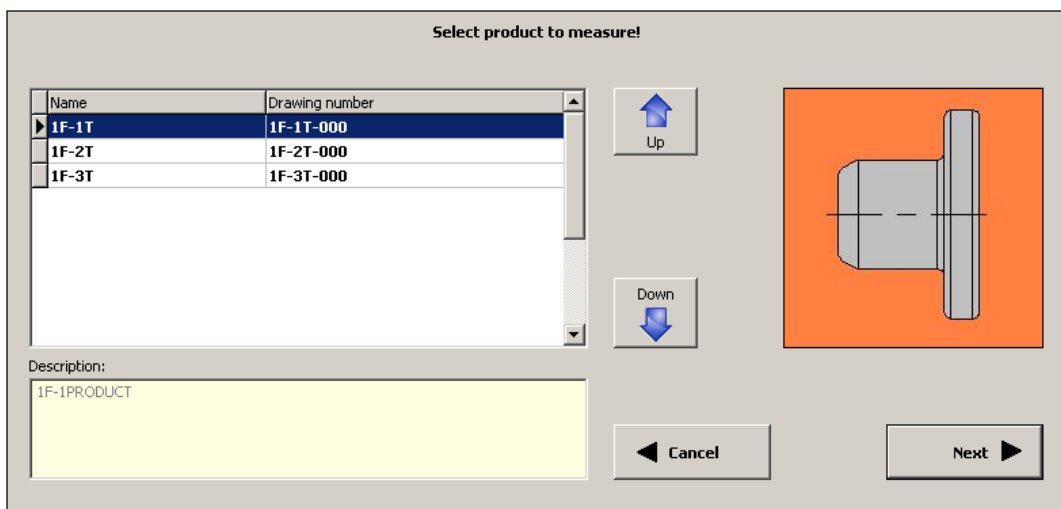 Select product to measure!
Name Drawing number
1F-1T 1F-1T-000
1F-2T 1F-2T-000
1F-3T 1F-3T-000
Up
Down
Description:
1F-1PRODUCT
Cancel
Next